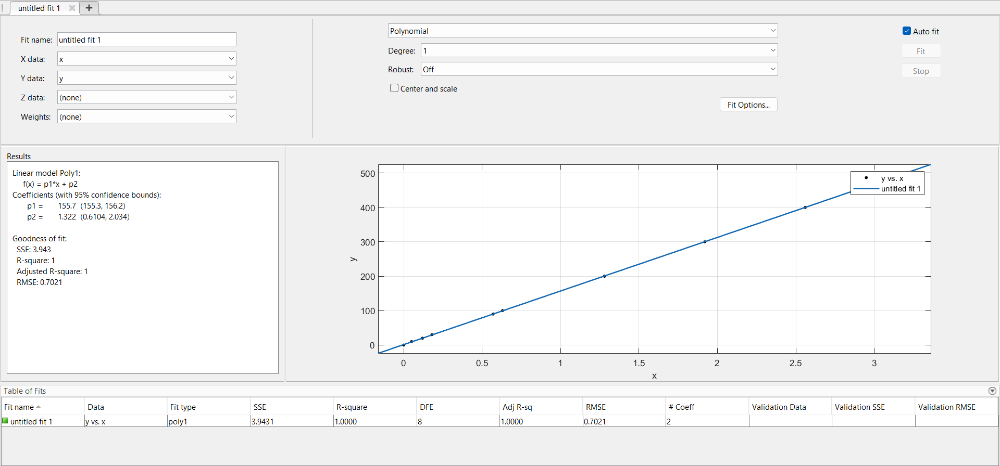 untitled fit 1
Fit name: untitled fit 1
X data: x
Y data: y
Z data: (none)
Weights: (none)
Polynomial
Degree: 1
Robust: Off
Center and scale
Fit Options...
Auto fit
Fit
Stop
Results
Linear model Poly1:
f(x) = p1*x + p2
Coefficients (with 95% confidence bounds):
p1 = 155.7 (155.3, 156.2)
p2 = 1.322 (0.6104, 2.034)
Goodness of fit:
SSE: 3.943
R-square: 1
Adjusted R-square: 1
RMSE: 0.7021
500
400
300
200
100
0
y
0 0.5 1 1.5 2 2.5 3
x
y vs. x
untitled fit 1
Table of Fits
Fit name Data Fit type SSE R-square DFE Adj R-sq RMSE # Coeff Validation Data Validation SSE Validation RMSE
untitled fit 1 y vs. x poly1 3.9431 1.0000 8 1.0000 0.7021 2